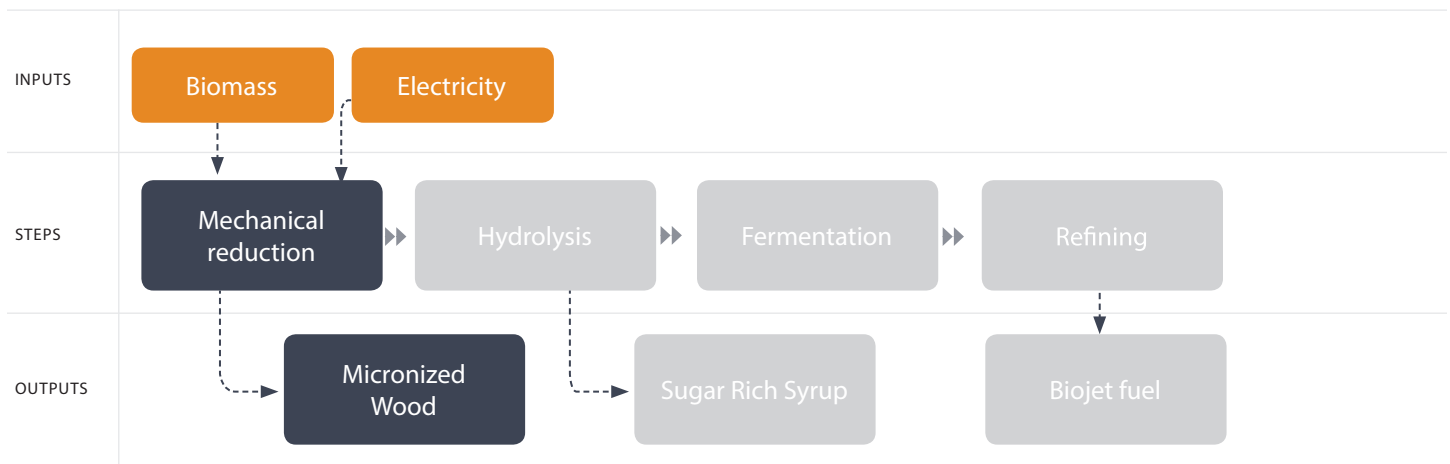 INPUTS
Biomass
Electricity
STEPS
Mechanical
reduction
Hydrolysis
Fermentation
Refining
OUTPUTS
Micronized
Wood
Sugar Rich Syrup
Biojet fuel